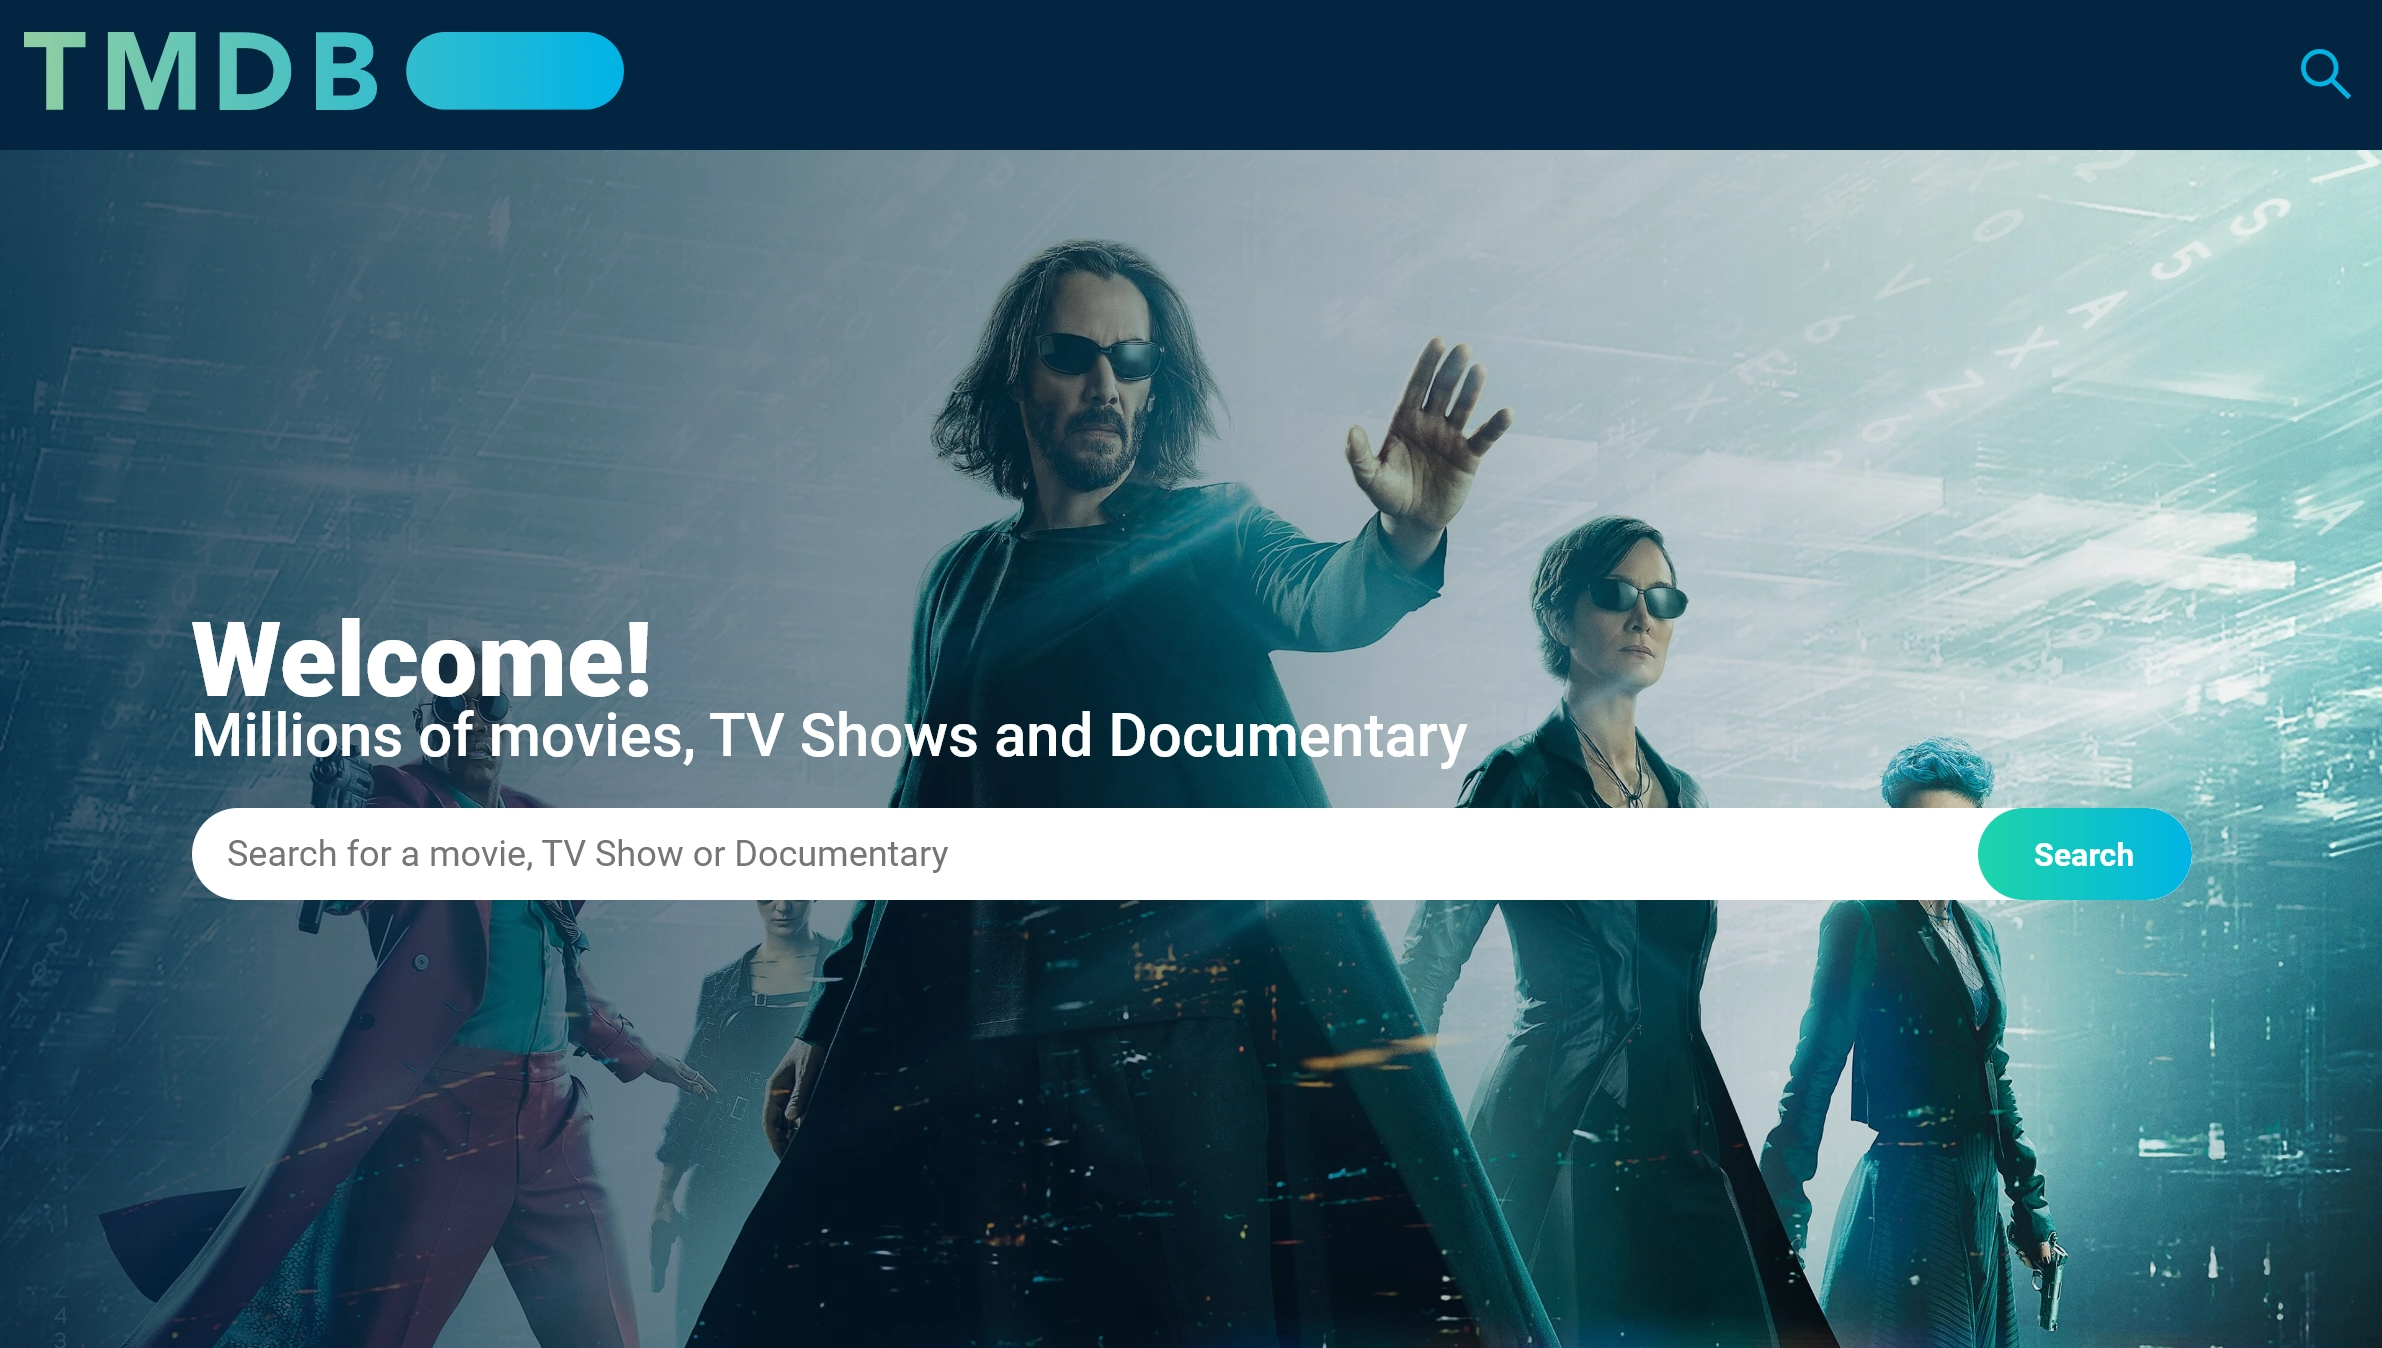 TMDB
Welcome!
Millions of movies, TV Shows and Documentary
Search for a movie, TV Show or Documentary
Search